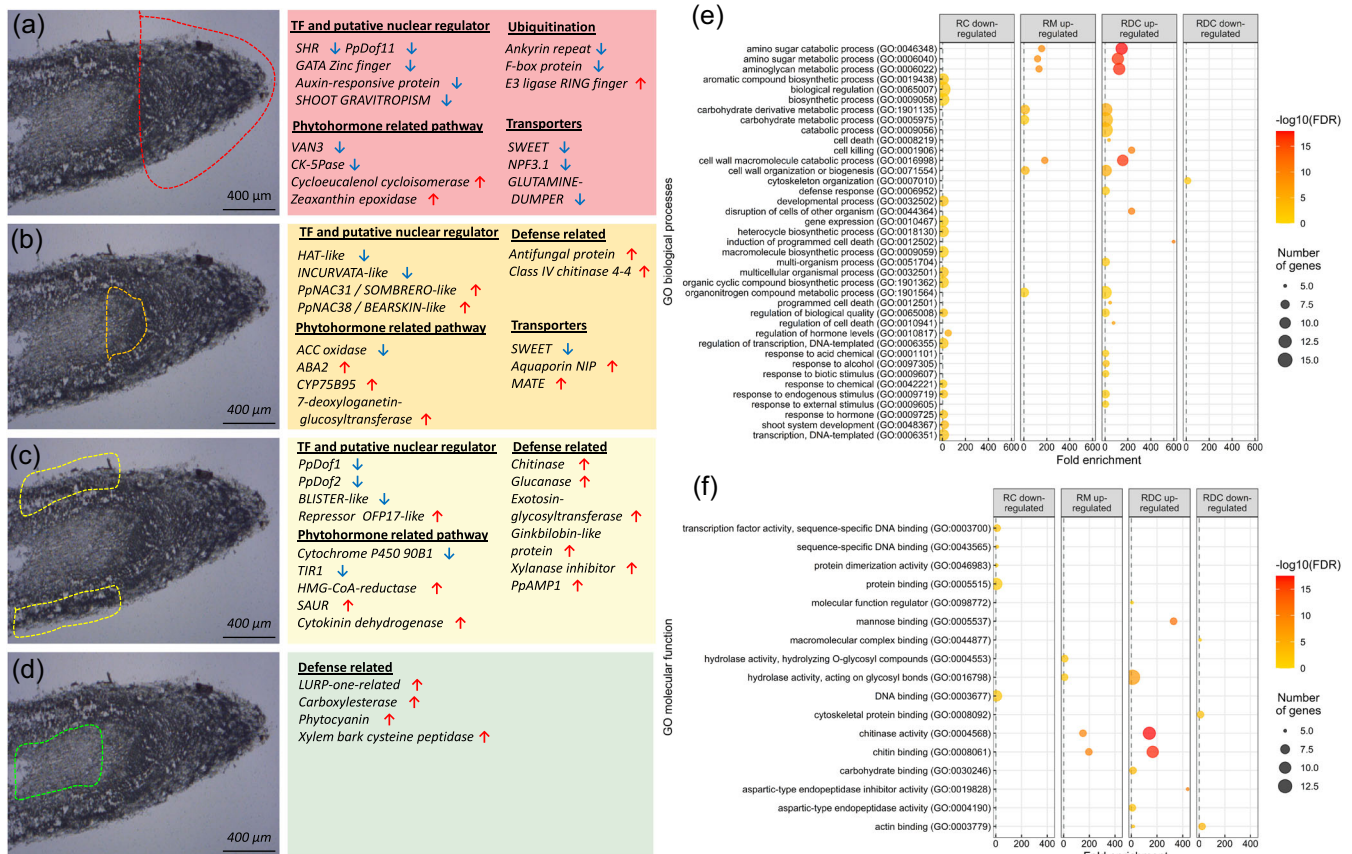 (a)
400 µm
TF and putative nuclear regulator
SHR ↓ PpDof11 ↓
GATA Zinc finger ↓
Auxin-responsive protein ↓
SHOOT GRAVITROPISM ↓
Phytohormone related pathway
VAN3 ↓
CK-5Pase ↓
Cycloeucalenol cycloisomerase ↑
Zeaxanthin epoxidase ↑
Ubiquitination
Ankyrin repeat ↓
F-box protein ↓
E3 ligase RING finger ↑
Transporters
SWEET ↓
NPF3.1 ↓
GLUTAMINE-
DUMPER ↓
(b)
400 µm
TF and putative nuclear regulator
HAT-like ↓
INCURVATA-like ↓
PpNAC31 / SOMBRERO-like ↑
PpNAC38 / BEARSKIN-like ↑
Phytohormone related pathway
ACC oxidase ↓
ABA2 ↑
CYP75B95 ↑
7-deoxyloganetin-
glucosyltransferase ↑
Defense related
Antifungal protein ↑
Class IV chitinase 4-4 ↑
Transporters
SWEET ↓
Aquaporin NIP ↑
MATE ↑
(c)
400 µm
TF and putative nuclear regulator
PpDof1 ↓
PpDof2 ↓
BLISTER-like ↓
Repressor OFP17-like ↑
Phytohormone related pathway
Cytochrome P450 90B1 ↓
TIR1 ↓
HMG-CoA-reductase ↑
SAUR ↑
Cytokinin dehydrogenase ↑
Defense related
Chitinase ↑
Glucanase ↑
Exotosin-
glycosyltransferase ↑
Ginkbilobin-like
protein ↑
Xylanase inhibitor ↑
PpAMP1 ↑
(d)
400 µm
Defense related
LURP-one-related ↑
Carboxylesterase ↑
Phytocyanin ↑
Xylem bark cysteine peptidase ↑
(e)
RC down-
regulated
RM up-
regulated
RDC up-
regulated
RDC down-
regulated
GO biological processes
amino sugar catabolic process (GO:0046348)
amino sugar metabolic process (GO:0006040)
aminoglycan metabolic process (GO:0006022)
aromatic compound biosynthetic process (GO:0019438)
biological regulation (GO:0065007)
biosynthetic process (GO:0009058)
carbohydrate derivative metabolic process (GO:1901135)
carbohydrate metabolic process (GO:0005975)
catabolic process (GO:0009056)
cell death (GO:0008219)
cell killing (GO:0001906)
cell wall macromolecule catabolic process (GO:0016998)
cell wall organization or biogenesis (GO:0071554)
cytoskeleton organization (GO:0007010)
defense response (GO:0006952)
developmental process (GO:0032502)
disruption of cells of other organism (GO:0044364)
gene expression (GO:0010467)
heterocycle biosynthetic process (GO:0018130)
induction of programmed cell death (GO:0012502)
macromolecule biosynthetic process (GO:0009059)
multi-organism process (GO:0051704)
multicellular organismal process (GO:0032501)
organic cyclic compound biosynthetic process (GO:1901362)
organonitrogen compound metabolic process (GO:1901564)
programmed cell death (GO:0012501)
regulation of biological quality (GO:0065008)
regulation of cell death (GO:0010941)
regulation of hormone levels (GO:0010817)
regulation of transcription, DNA-templated (GO:0006355)
response to acid chemical (GO:0001101)
response to alcohol (GO:0097305)
response to biotic stimulus (GO:0009607)
response to chemical (GO:0042221)
response to endogenous stimulus (GO:0009719)
response to external stimulus (GO:0009605)
response to hormone (GO:0009725)
shoot system development (GO:0048367)
transcription, DNA-templated (GO:0006351)
0 200 400 600 0 200 400 600 0 200 400 600 0 200 400 600
Fold enrichment
-log10(FDR)
15
10
5
0
Number
of genes
5.0
7.5
10.0
12.5
15.0
(f)
RC down-
regulated
RM up-
regulated
RDC up-
regulated
RDC down-
regulated
GO molecular function
transcription factor activity, sequence-specific DNA binding (GO:0003700)
sequence-specific DNA binding (GO:0043565)
protein dimerization activity (GO:0046983)
protein binding (GO:0005515)
molecular function regulator (GO:0098772)
mannose binding (GO:0005537)
macromolecular complex binding (GO:0044877)
hydrolase activity, hydrolyzing O-glycosyl compounds (GO:0004553)
hydrolase activity, acting on glycosyl bonds (GO:0016798)
DNA binding (GO:0003677)
cytoskeletal protein binding (GO:0008092)
chitinase activity (GO:0004568)
chitin binding (GO:0008061)
carbohydrate binding (GO:0030246)
aspartic-type endopeptidase inhibitor activity (GO:0019828)
aspartic-type endopeptidase activity (GO:0004190)
actin binding (GO:0003779)
0 200 400 0 200 400 0 200 400 0 200 400
Fold enrichment
-log10(FDR)
15
10
5
0
Number
of genes
5.0
7.5
10.0
12.5